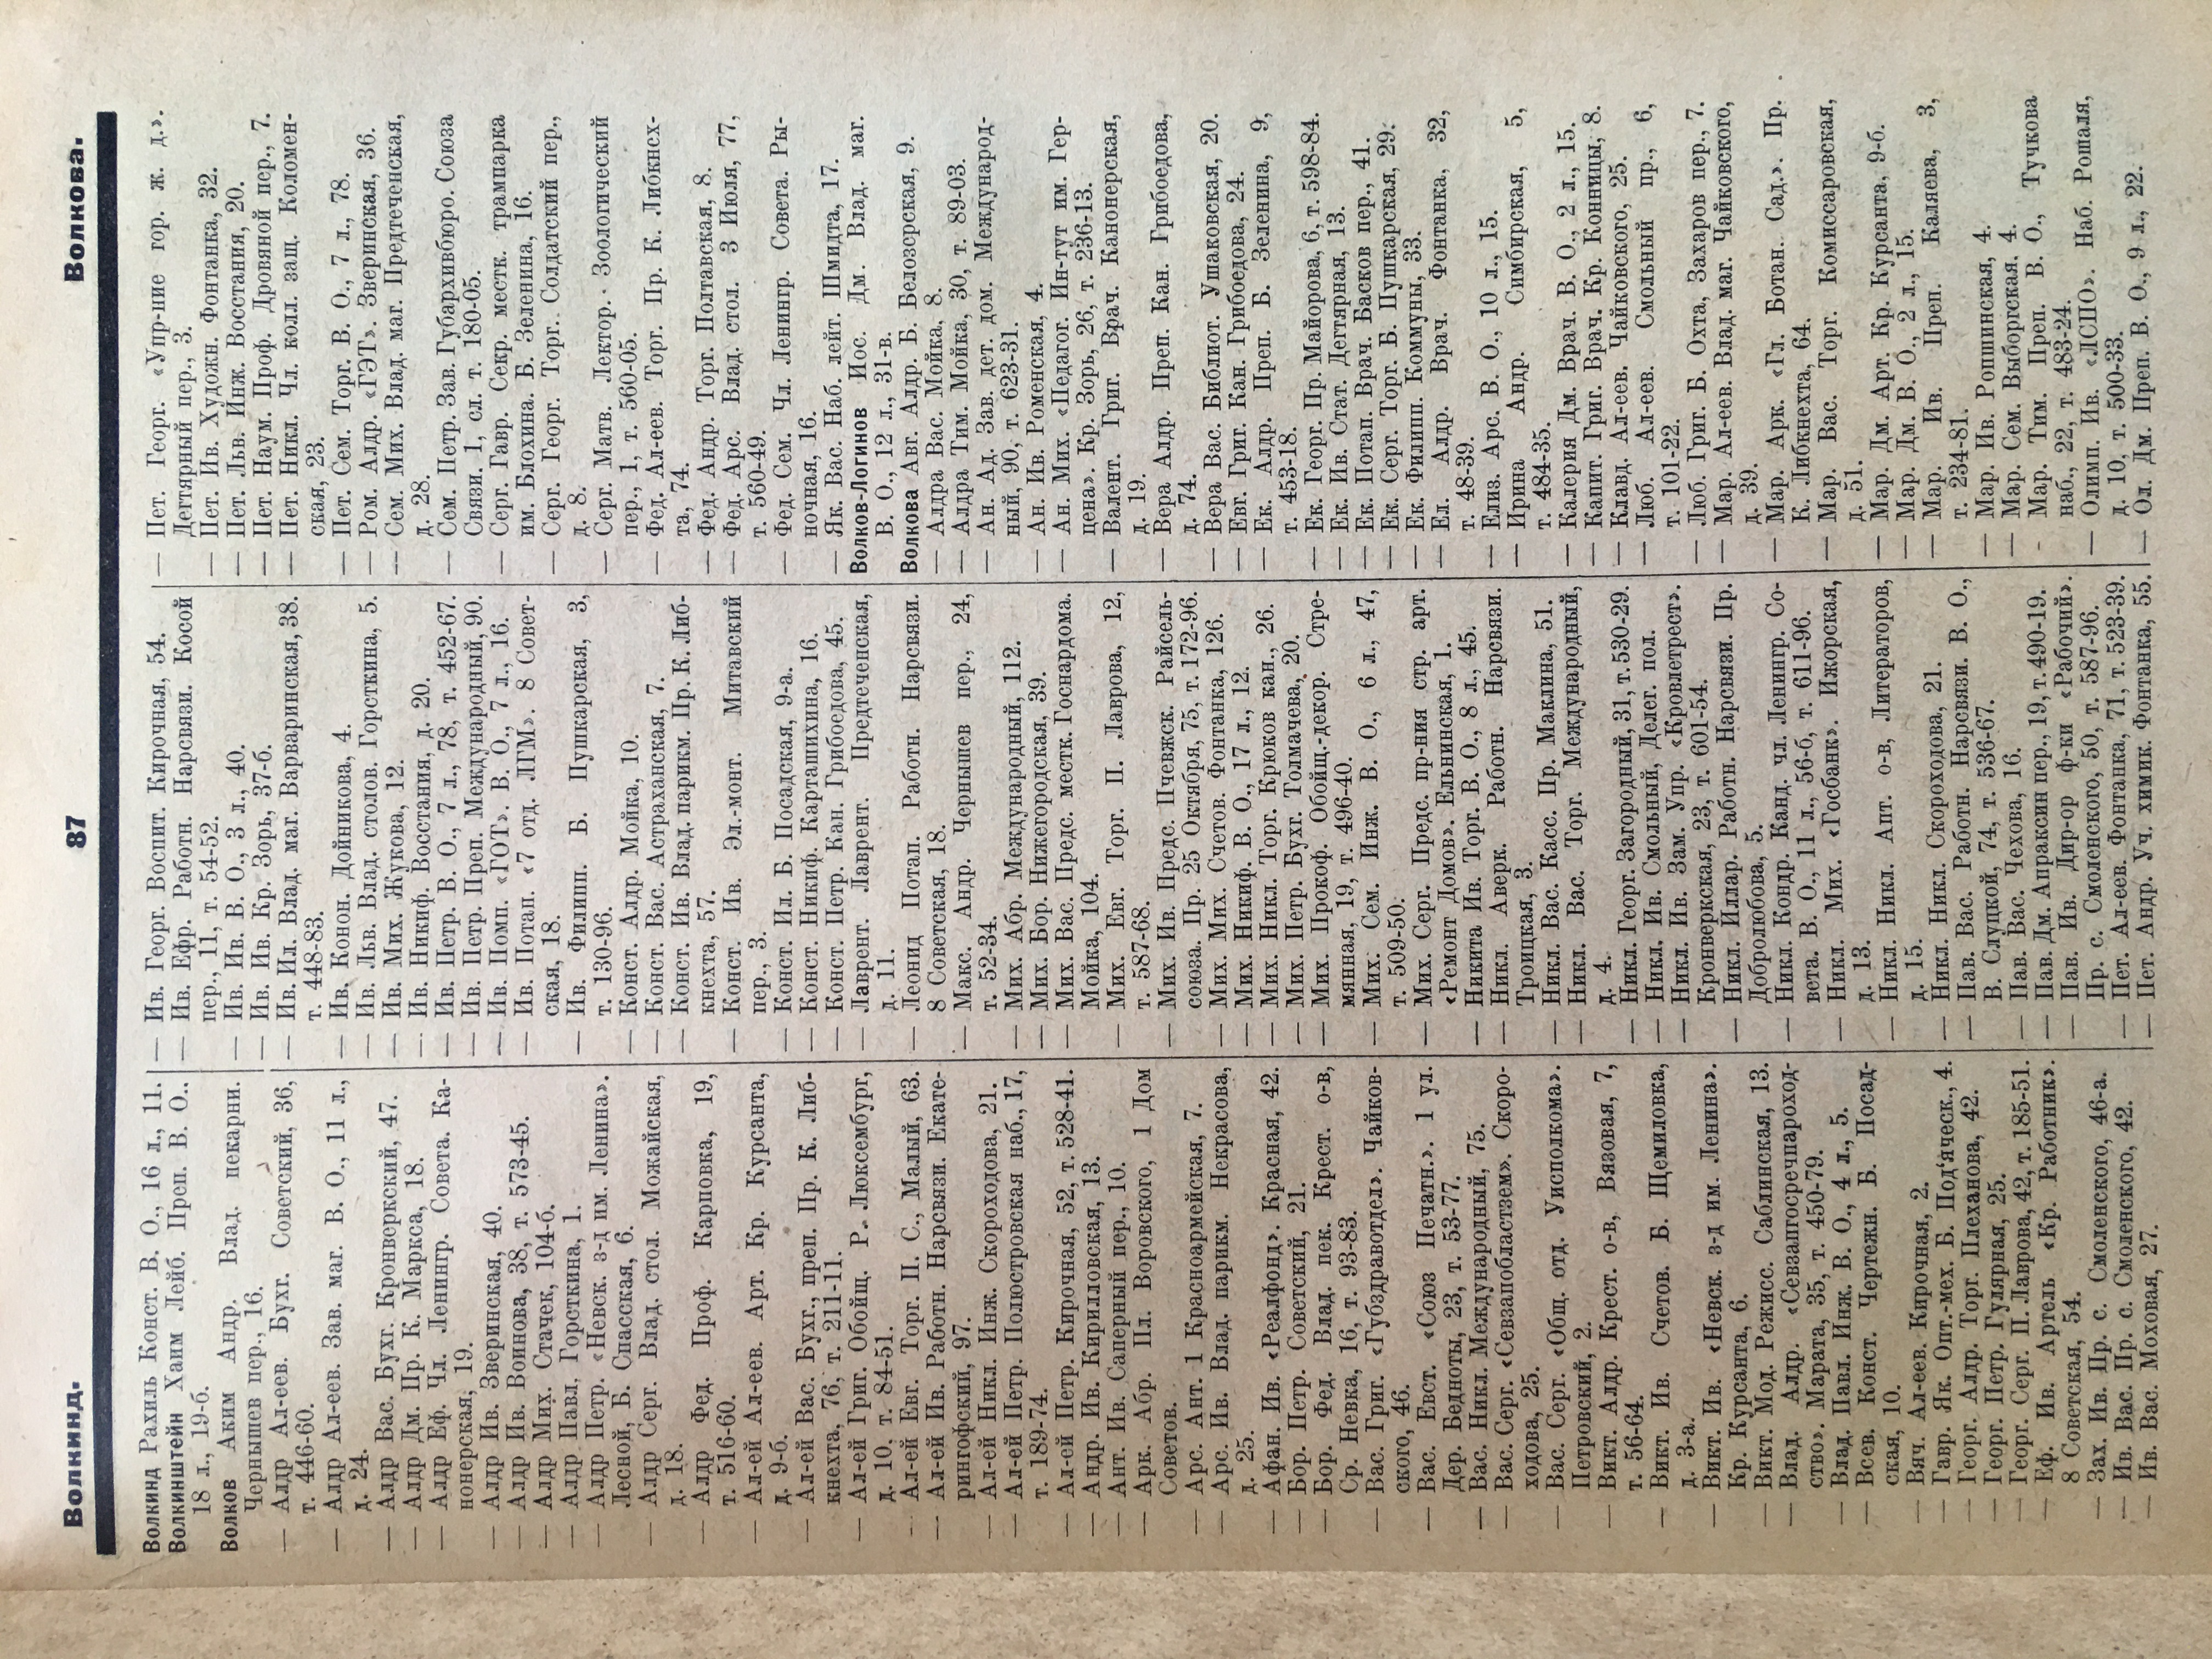 Волкинд.
87
Волкова.
Волкинд Рахиль Конст. В. О., 16 л., 11.
Волкинштейн Хаим Лейб. Преп. В. О..
18 л., 19-б.
Волков Аким Андр. Влад. пекарни.
Чернышев пер., 16.
— Алдр Ал-еев. Бухг. Советский, 36,
т. 446-60.
— Алдр Ал-еев. Зав. маг. В. О., 11 л.,
д. 24.
— Алдр Вас. Бухг. Кронверкский, 47.
— Алдр Дм. Пр. К. Маркса, 18.
— Алдр Еф. Чл. Ленингр. Совета. Ка-
нонерская, 19.
— Алдр Ив. Зверинская, 40.
— Алдр Ив. Воинова, 38, т. 573-45.
— Алдр Мих. Стачек, 104-б.
— Алдр Павл. Горсткина, 1.
— Алдр Петр. «Невск. з-д им. Ленина».
Лесной, Б. Спасская, 6.
— Алдр Серг. Влад. стол. Можайская,
д. 18.
— Алдр Фед. Проф. Карповка, 19,
т. 516-60.
— Ал-ей Ал-еев. Арт. Кр. Курсанта,
д. 9-б.
— Ал-ей Вас. Бухг., преп. Пр. К. Либ-
кнехта, 76, т. 211-11.
— Ал-ей Григ. Обойщ. Р. Люксембург,
д. 10, т. 84-51.
— Ал-ей Евг. Торг. П. С., Малый, 63.
— Ал-ей Ив. Работн. Нарсвязи. Екате-
рингофский, 97.
— Ал-ей Никл. Инж. Скороходова, 21.
— Ал-ей Петр. Полюстровская наб., 17,
т. 189-74.
— Ал-ей Петр. Кирочная, 52, т. 528-41.
— Андр. Ив. Кирилловская, 13.
— Ант. Ив. Саперный пер., 10.
— Арк. Абр. Пл. Воровского, 1 Дом
Советов.
— Арс. Ант. 1 Красноармейская, 7.
— Арс. Ив. Влад. парикм. Некрасова,
д. 25.
— Афан. Ив. «Реалфонд». Красная, 42.
— Бор. Петр. Советский, 21.
— Бор. Фед. Влад. пек. Крест. о-в,
Ср. Невка, 16, т. 93-83.
— Вас. Григ. «Губздравотдел». Чайков-
ского, 46.
— Вас. Евст. «Союз Печатн.». 1 ул.
Дер. Бедноты, 23, т. 53-77.
— Вас. Никл. Международный, 75.
— Вас. Серг. «Севзапобластзем». Скоро-
ходова, 25.
— Вас. Серг. «Общ. отд. Уисполкома».
Петровский, 2.
— Викт. Алдр. Крест. о-в, Вязовая, 7,
т. 56-64.
— Викт. Ив. Счетов. Б. Щемиловка,
д. 3-а.
— Викт. Ив. «Невск. з-д им. Ленина».
Кр. Курсанта, 6.
— Викт. Мод. Режисс. Саблинская, 13.
— Влад. Алдр. «Севзапгосречпароход-
ство». Марата, 35, т. 450-79.
— Влад. Павл. Инж. В. О., 4 л., 5.
— Всев. Конст. Чертежн. Б. Посад-
ская, 10.
— Вяч. Ал-еев. Кирочная, 2.
— Гавр. Як. Опт.-мех. Б. Под‘яческ., 4.
— Георг. Алдр. Торг. Плеханова, 42.
— Георг. Петр. Гулярная, 25.
— Георг. Серг. П. Лаврова, 42, т. 185-51.
— Еф. Ив. Артель «Кр. Работник».
8 Советская, 54.
— Зах. Ив. Пр. с. Смоленского, 46-а.
— Ив. Вас. Пр. с. Смоленского, 42.
— Ив. Вас. Моховая, 27.
— Ив. Георг. Воспит. Кирочная, 54.
— Ив. Ефр. Работн. Нарсвязи. Косой
пер., 11, т. 54-52.
— Ив. Ив. В. О., 3 л., 40.
— Ив. Ив. Кр. Зорь, 37-б.
— Ив. Ил. Влад. маг. Варваринская, 38.
т. 448-83.
— Ив. Конон. Дойникова, 4.
— Ив. Льв. Влад. столов. Горсткина, 5.
— Ив. Мих. Жукова, 12.
— Ив. Никиф. Восстания, д. 20.
— Ив. Петр. В. О., 7 л., 78, т. 452-67.
— Ив. Петр. Преп. Международный, 90.
— Ив. Помп. «ГОТ». В. О., 7 л., 16.
— Ив. Потап. «7 отд. ЛГМ». 8 Совет-
ская, 18.
— Ив. Филипп. Б. Пушкарская, 3,
т. 130-96.
— Конст. Алдр. Мойка, 10.
— Конст. Вас. Астраханская, 7.
— Конст. Ив. Влад. парикм. Пр. К. Либ-
кнехта, 57.
— Конст. Ив. Эл.-монт. Митавский
пер., 3.
— Конст. Ил. Б. Посадская, 9-а.
— Конст. Никиф. Карташихина, 16.
— Конст. Петр. Кан. Грибоедова, 45.
— Лаврент. Лаврент. Предтеченская,
д. 11.
— Леонид Потап. Работн. Нарсвязи.
8 Советская, 18.
— Макс. Андр. Чернышев пер., 24,
т. 52-34.
— Мих. Абр. Международный, 112.
— Мих. Бор. Нижегородская, 39.
— Мих. Вас. Предс. местк. Госнардома.
Мойка, 104.
— Мих. Евг. Торг. П. Лаврова, 12,
т. 587-68.
— Мих. Ив. Предс. Пчевжск. Райсель-
союза. Пр. 25 Октября, 75, т. 172-96.
— Мих. Мих. Счетов. Фонтанка, 126.
— Мих. Никиф. В. О., 17 л., 12.
— Мих. Никл. Торг. Крюков кан., 26.
— Мих. Петр. Бухг. Толмачева, 20.
— Мих. Прокоф. Обойщ.-декор. Стре-
мянная, 19, т. 496-40.
— Мих. Сем. Инж. В. О., 6 л., 47,
т. 509-50.
— Мих. Серг. Предс. пр-ния стр. арт.
«Ремонт Домов». Ельнинская, 1.
— Никита Ив. Торг. В. О., 8 л., 45.
— Никл. Аверк. Работн. Нарсвязи.
Троицкая, 3.
— Никл. Вас. Касс. Пр. Маклина, 51.
— Никл. Вас. Торг. Международный,
д. 4.
— Никл. Георг. Загородный, 31, т. 530-29.
— Никл. Ив. Смольный, Делег. пол.
— Никл. Ив. Зам. Упр. «Кровлетрест».
Кронверкская, 23, т. 601-54.
— Никл. Иллар. Работн. Нарсвязи. Пр.
Добролюбова, 5.
— Никл. Кондр. Канд. чл. Ленингр. Со-
вета. В. О., 11 л., 56-б, т. 611-96.
— Никл. Мих. «Госбанк». Ижорская,
д. 13.
— Никл. Никл. Апт. о-в, Литераторов,
д. 15.
— Никл. Никл. Скороходова, 21.
— Пав. Вас. Работн. Нарсвязи. В. О.,
В. Слуцкой, 74, т. 536-67.
— Пав. Вас. Чехова, 16.
— Пав. Дм. Апраксин пер., 19, т. 490-19.
— Пав. Ив. Дир-ор ф-ки «Рабочий».
Пр. с. Смоленского, 50, т. 587-96.
— Пет. Ал-еев. Фонтанка, 71, т. 523-39.
— Пет. Андр. Уч. химик. Фонтанка, 55.
— Пет. Георг. «Упр-ние гор. ж. д.».
Дегтярный пер., 3.
— Пет. Ив. Художн. Фонтанка, 32.
— Пет. Льв. Инж. Восстания, 20.
— Пет. Наум. Проф. Дровяной пер., 7.
— Пет. Никл. Чл. колл. защ. Коломен-
ская, 23.
— Пет. Сем. Торг. В. О., 7 л., 78.
— Ром. Алдр. «ГЭТ». Зверинская, 36.
— Сем. Мих. Влад. маг. Предтеченская,
д. 28.
— Сем. Петр. Зав. Губархивбюро. Союза
Связи. 1, сл. т. 180-05.
— Серг. Гавр. Секр. местк. трампарка
им. Блохина. Б. Зеленина, 16.
— Серг. Георг. Торг. Солдатский пер.,
д. 8.
— Серг. Матв. Лектор. Зоологический
пер., 1, т. 560-05.
— Фед. Ал-еев. Торг. Пр. К. Либкнех-
та, 74.
— Фед. Андр. Торг. Полтавская, 8.
— Фед. Арс. Влад. стол. 3 Июля, 77,
т. 560-49.
— Фед. Сем. Чл. Ленингр. Совета. Ры-
ночная, 16.
— Як. Вас. Наб. лейт. Шмидта, 17.
Волков-Логинов Иос. Дм. Влад. маг.
В. О., 12 л., 31-в.
Волкова Авг. Алдр. Б. Белозерская, 9.
— Алдра Вас. Мойка, 8.
— Алдра Тим. Мойка, 30, т. 89-03.
— Ан. Ад. Зав. дет. дом. Международ-
ный, 90, т. 623-31.
— Ан. Ив. Роменская, 4.
— Ан. Мих. «Педагог. Ин-тут им. Гер-
цена». Кр. Зорь, 26, т. 236-13.
— Валент. Григ. Врач. Канонерская,
д. 19.
— Вера Алдр. Преп. Кан. Грибоедова,
д. 74.
— Вера Вас. Библиот. Ушаковская, 20.
— Евг. Григ. Кан. Грибоедова, 24.
— Ек. Алдр. Преп. Б. Зеленина, 9,
т. 453-18.
— Ек. Георг. Пр. Майорова, 6, т. 598-84.
— Ек. Ив. Стат. Дегтярная, 13.
— Ек. Потап. Врач. Басков пер., 41.
— Ек. Серг. Торг. Б. Пушкарская, 29.
— Ек. Филипп. Коммуны, 33.
— Ел. Алдр. Врач. Фонтанка, 32,
т. 48-39.
— Елиз. Арс. В. О., 10 л., 15.
— Ирина Андр. Симбирская, 5,
т. 484-35.
— Калерия Дм. Врач. В. О., 2 л., 15.
— Капит. Григ. Врач. Кр. Конницы, 8.
— Клавд. Ал-еев. Чайковского, 25.
— Люб. Ал-еев. Смольный пр., 6,
т. 101-22.
— Люб. Григ. Б. Охта, Захаров пер., 7.
— Мар. Ал-еев. Влад. маг. Чайковского,
д. 39.
— Мар. Арк. «Гл. Ботан. Сад.». Пр.
К. Либкнехта, 64.
— Мар. Вас. Торг. Комиссаровская,
д. 51.
— Мар. Дм. Арт. Кр. Курсанта, 9-б.
— Мар. Дм. В. О., 2 л., 15.
— Мар. Ив. Преп. Каляева, 3,
т. 234-81.
— Мар. Ив. Ропшинская, 4.
— Мар. Сем. Выборгская. 4.
— Мар. Тим. Преп. В. О., Тучкова
наб., 22, т. 483-24.
— Олимп. Ив. «ЛСПО». Наб. Рошаля,
д. 10, т. 500-33.
— Ол. Дм. Преп. В. О., 9 л., 22.